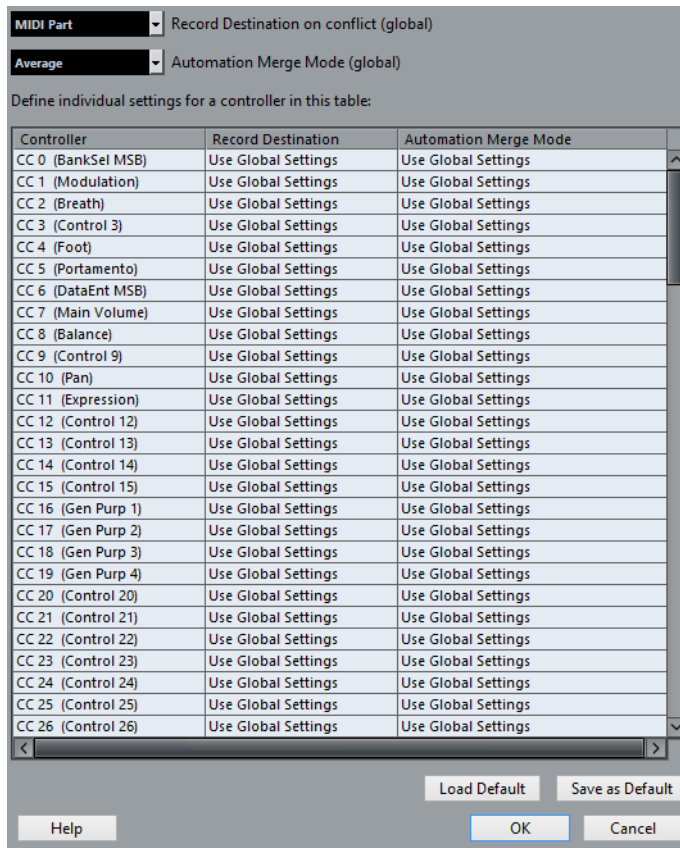 MIDI Part Record Destination on conflict (global)
Average Automation Merge Mode (global)
Define individual settings for a controller in this table:
Controller Record Destination Automation Merge Mode
CC 0 (BankSel MSB) Use Global Settings Use Global Settings
CC 1 (Modulation) Use Global Settings Use Global Settings
CC 2 (Breath) Use Global Settings Use Global Settings
CC 3 (Control 3) Use Global Settings Use Global Settings
CC 4 (Foot) Use Global Settings Use Global Settings
CC 5 (Portamento) Use Global Settings Use Global Settings
CC 6 (DataEnt MSB) Use Global Settings Use Global Settings
CC 7 (Main Volume) Use Global Settings Use Global Settings
CC 8 (Balance) Use Global Settings Use Global Settings
CC 9 (Control 9) Use Global Settings Use Global Settings
CC 10 (Pan) Use Global Settings Use Global Settings
CC 11 (Expression) Use Global Settings Use Global Settings
CC 12 (Control 12) Use Global Settings Use Global Settings
CC 13 (Control 13) Use Global Settings Use Global Settings
CC 14 (Control 14) Use Global Settings Use Global Settings
CC 15 (Control 15) Use Global Settings Use Global Settings
CC 16 (Gen Purp 1) Use Global Settings Use Global Settings
CC 17 (Gen Purp 2) Use Global Settings Use Global Settings
CC 18 (Gen Purp 3) Use Global Settings Use Global Settings
CC 19 (Gen Purp 4) Use Global Settings Use Global Settings
CC 20 (Control 20) Use Global Settings Use Global Settings
CC 21 (Control 21) Use Global Settings Use Global Settings
CC 22 (Control 22) Use Global Settings Use Global Settings
CC 23 (Control 23) Use Global Settings Use Global Settings
CC 24 (Control 24) Use Global Settings Use Global Settings
CC 25 (Control 25) Use Global Settings Use Global Settings
CC 26 (Control 26) Use Global Settings Use Global Settings
Load Default Save as Default
Help OK Cancel